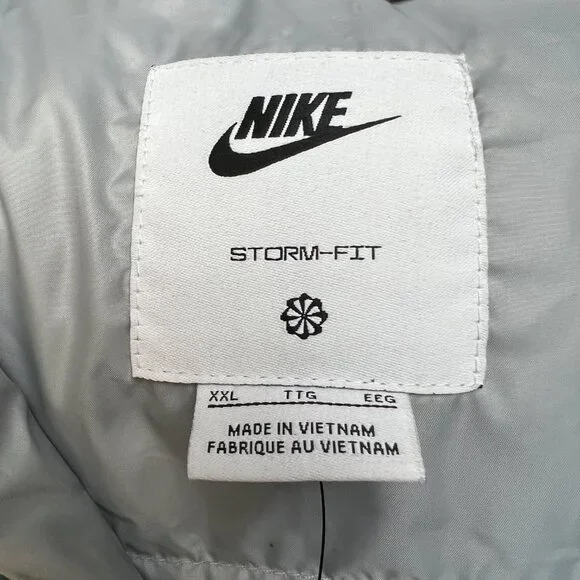 NIKE
STORM-FIT
XXL TTG EEG
MADE IN VIETNAM
FABRIQUE AU VIETNAM